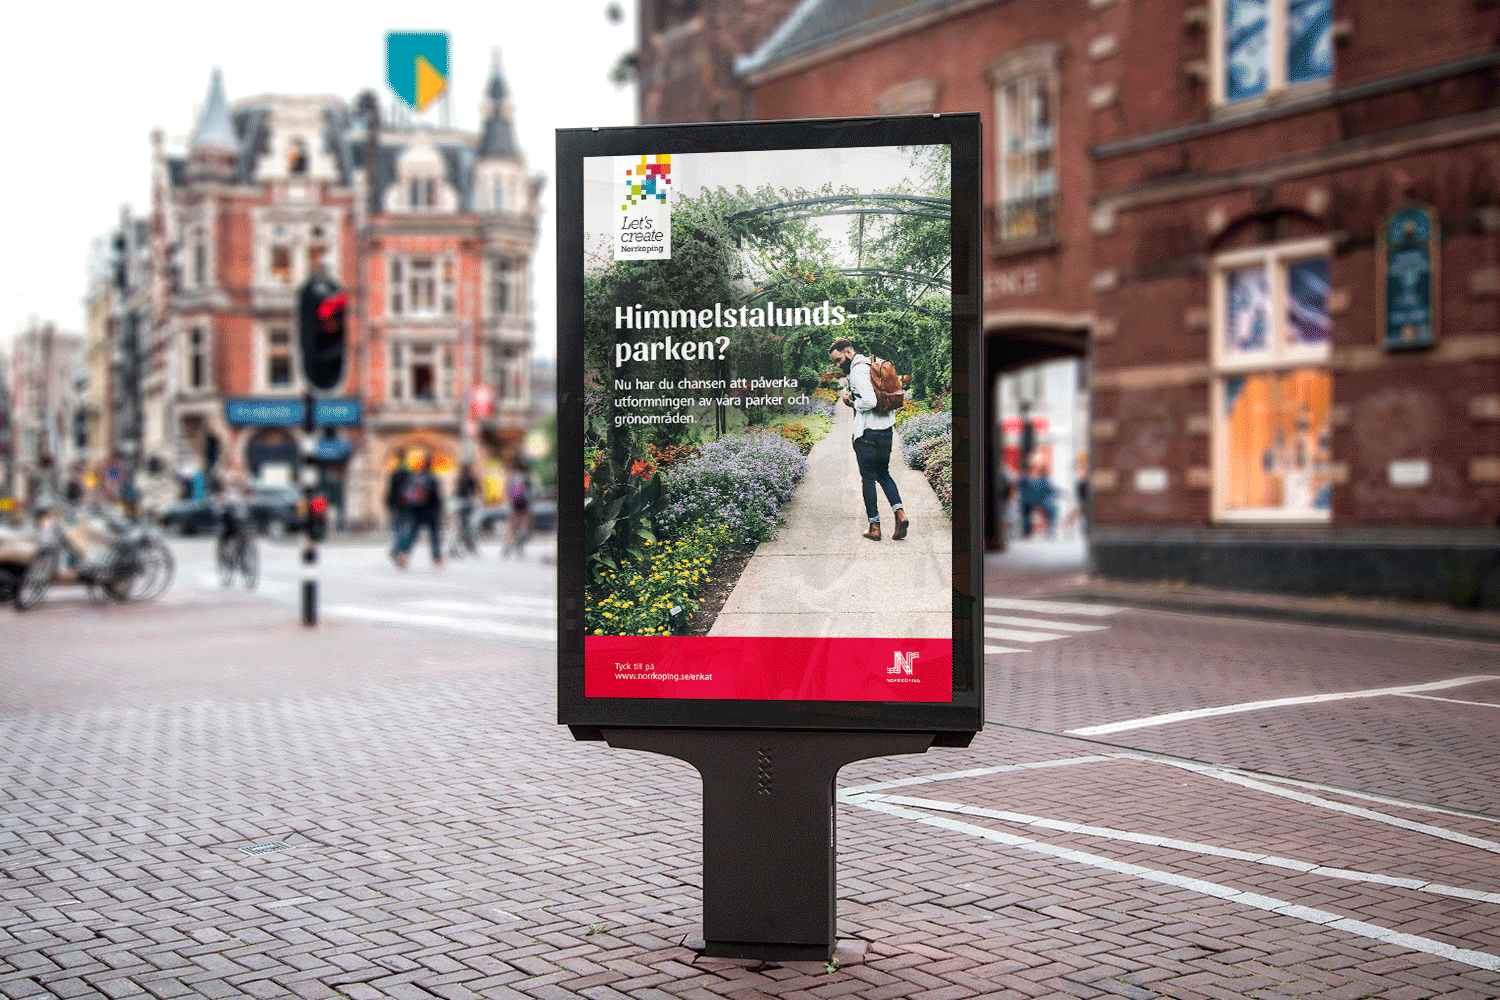 Let's
create
Norrköping
Himmelstalunds-
parken?
Nu har du chansen att påverka
utformningen av våra parker och
grönområden.
Tyck till på
www.norrkoping.se/enkat
NORRKÖPING